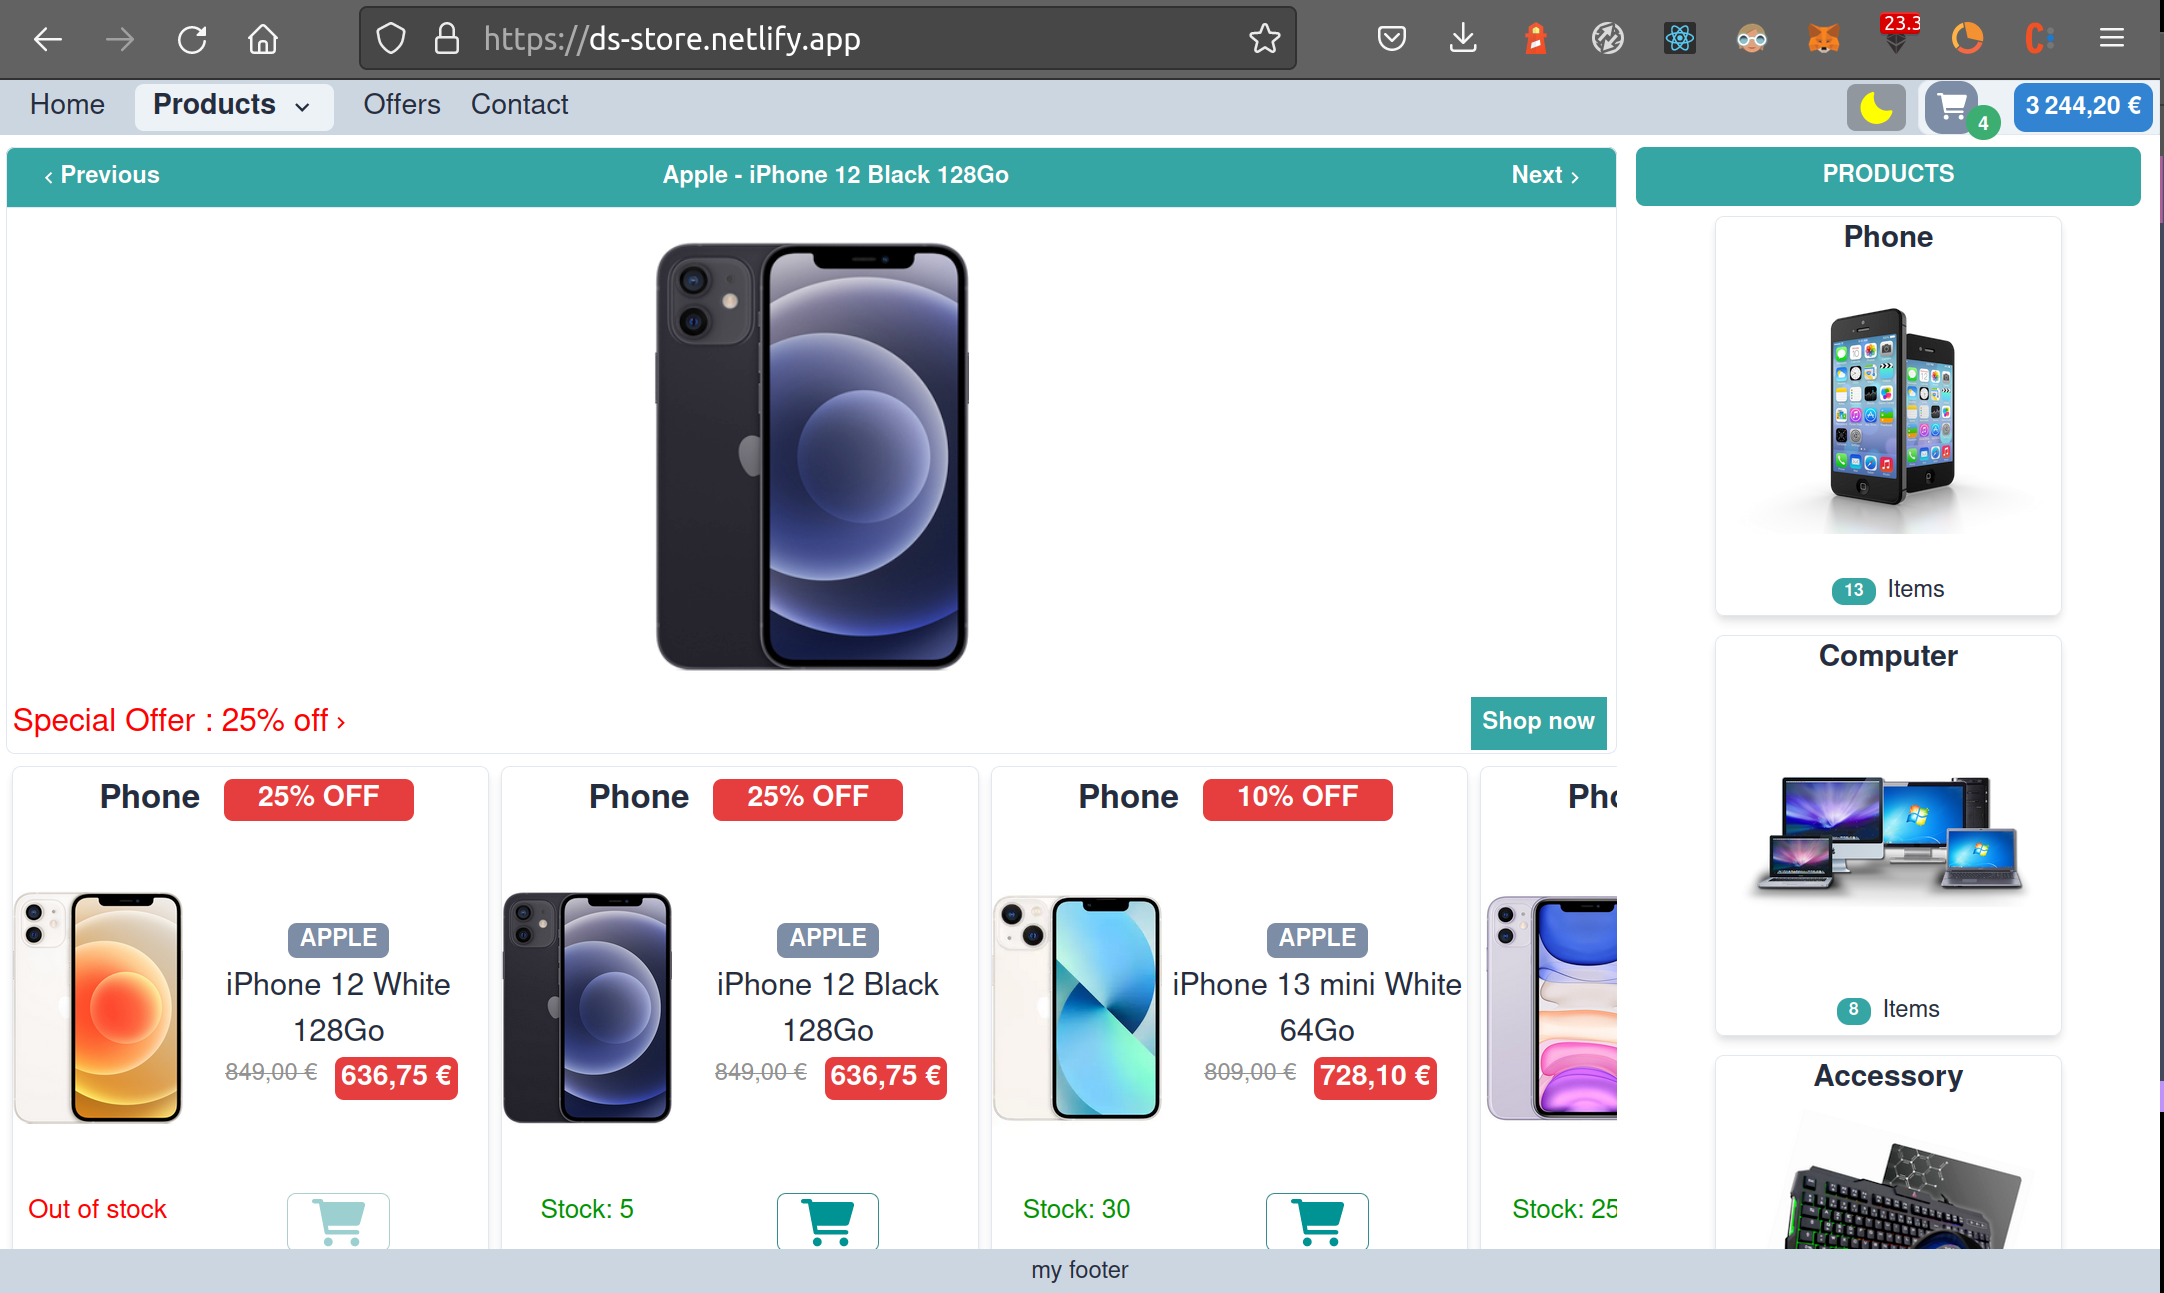 https://ds-store.netlify.app
23.3
Home Products Offers Contact
4
3 244,20 €
Previous Apple - iPhone 12 Black 128Go Next
Special Offer : 25% off
Shop now
Phone 25% OFF
APPLE
iPhone 12 White
128Go
849,00 € 636,75 €
Out of stock
Phone 25% OFF
APPLE
iPhone 12 Black
128Go
849,00 € 636,75 €
Stock: 5
Phone 10% OFF
APPLE
iPhone 13 mini White
64Go
809,00 € 728,10 €
Stock: 30
Pho
Stock: 25
PRODUCTS
Phone
13 Items
Computer
8 Items
Accessory
my footer